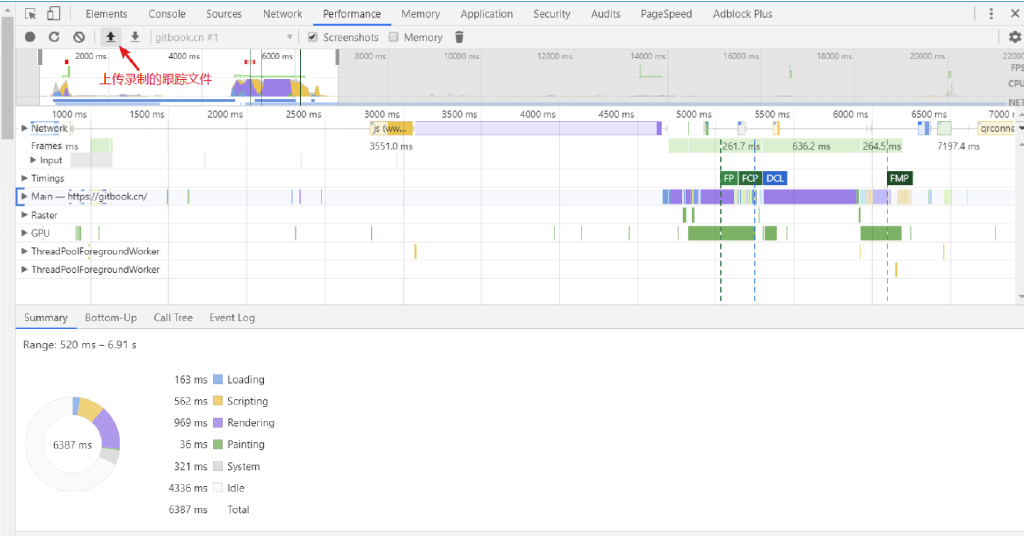 Elements Console Sources Network Performance Memory Application Security Audits PageSpeed Adblock Plus
gitbook.cn #1 Screenshots Memory
2000 ms 4000 ms 6000 ms 8000 ms 10000 ms 12000 ms 14000 ms 16000 ms 18000 ms 20000 ms 22000
上传录制的跟踪文件
FPS
CPU
NET
1000 ms 1500 ms 2000 ms 2500 ms 3000 ms 3500 ms 4000 ms 4500 ms 5000 ms 5500 ms 6000 ms 6500 ms 7000 ms
Network js (ww... qrconne
Frames ms 3551.0 ms 261.7 ms 636.2 ms 264.5 ms 7197.4 ms
Input
Timings FP FCP DCL FMP
Main — https://gitbook.cn/
Raster
GPU
ThreadPoolForegroundWorker
ThreadPoolForegroundWorker
Summary Bottom-Up Call Tree Event Log
Range: 520 ms – 6.91 s
163 ms Loading
562 ms Scripting
969 ms Rendering
6387 ms
36 ms Painting
321 ms System
4336 ms Idle
6387 ms Total